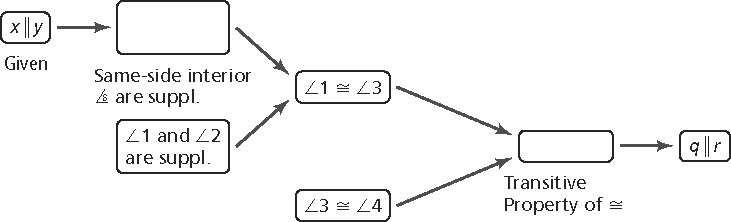 x ∥ y
Given
Same-side interior
⦞ are suppl.
∠1 and ∠2
are suppl.
∠1 ≅ ∠3
∠3 ≅ ∠4
Transitive
Property of ≅
q ∥ r